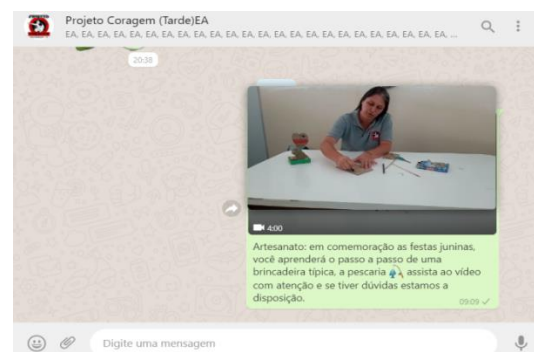 Projeto Coragem (Tarde)EA
EA, EA, EA, EA, EA, EA, EA, EA, EA, EA, EA, EA, EA, EA, EA, EA, EA, EA, EA, EA, EA, EA, EA, EA, ...
20:38
4:00
Artesanato: em comemoração as festas juninas,
você aprenderá o passo a passo de uma
brincadeira típica, a pescaria 🎣 assista ao vídeo
com atenção e se tiver dúvidas estamos a
disposição.
09:09
Digite uma mensagem